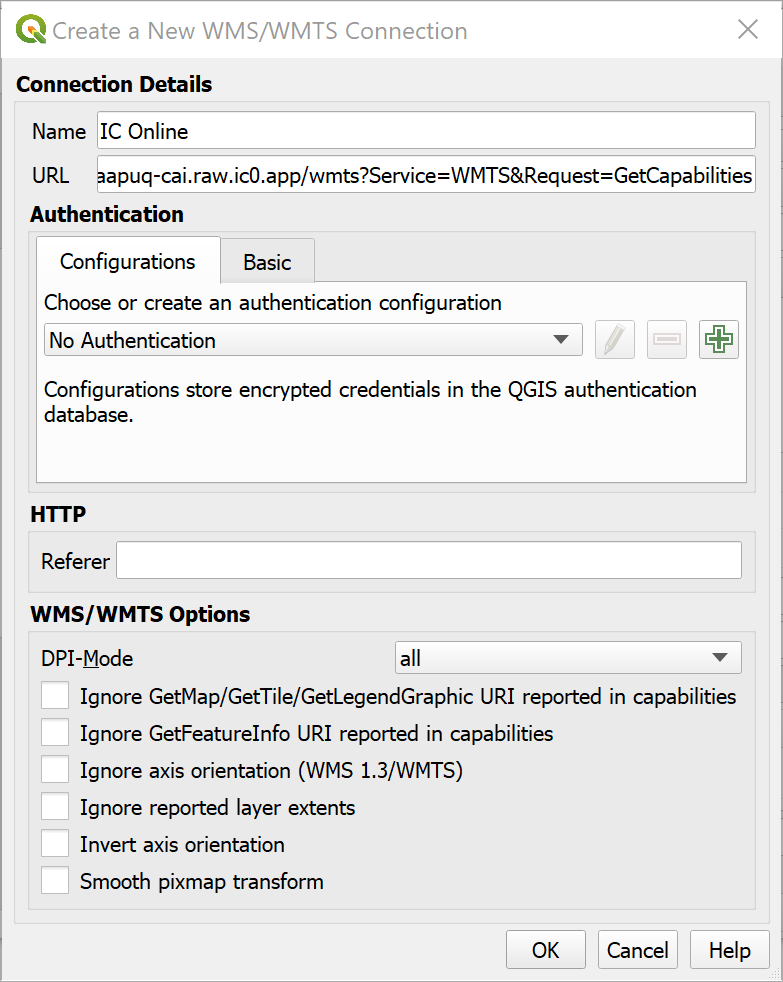 Create a New WMS/WMTS Connection
Connection Details
Name IC Online
URL aapuq-cai.raw.ic0.app/wmts?Service=WMTS&Request=GetCapabilities
Authentication
Configurations Basic
Choose or create an authentication configuration
No Authentication
Configurations store encrypted credentials in the QGIS authentication
database.
HTTP
Referer
WMS/WMTS Options
DPI-Mode all
Ignore GetMap/GetTile/GetLegendGraphic URI reported in capabilities
Ignore GetFeatureInfo URI reported in capabilities
Ignore axis orientation (WMS 1.3/WMTS)
Ignore reported layer extents
Invert axis orientation
Smooth pixmap transform
OK Cancel Help